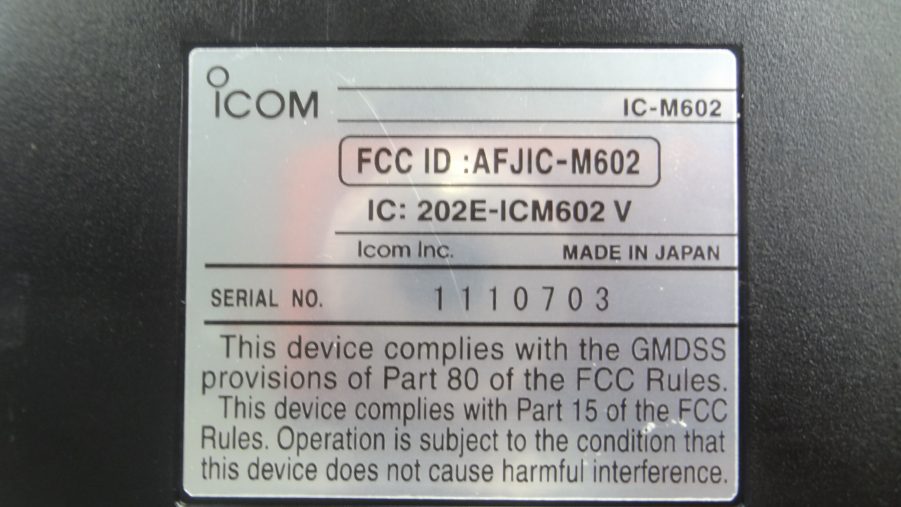 ICOM
IC-M602
FCC ID :AFJIC-M602
IC: 202E-ICM602 V
Icom Inc. MADE IN JAPAN
SERIAL NO. 1110703
This device complies with the GMDSS
provisions of Part 80 of the FCC Rules.
This device complies with Part 15 of the FCC
Rules. Operation is subject to the condition that
this device does not cause harmful interference.